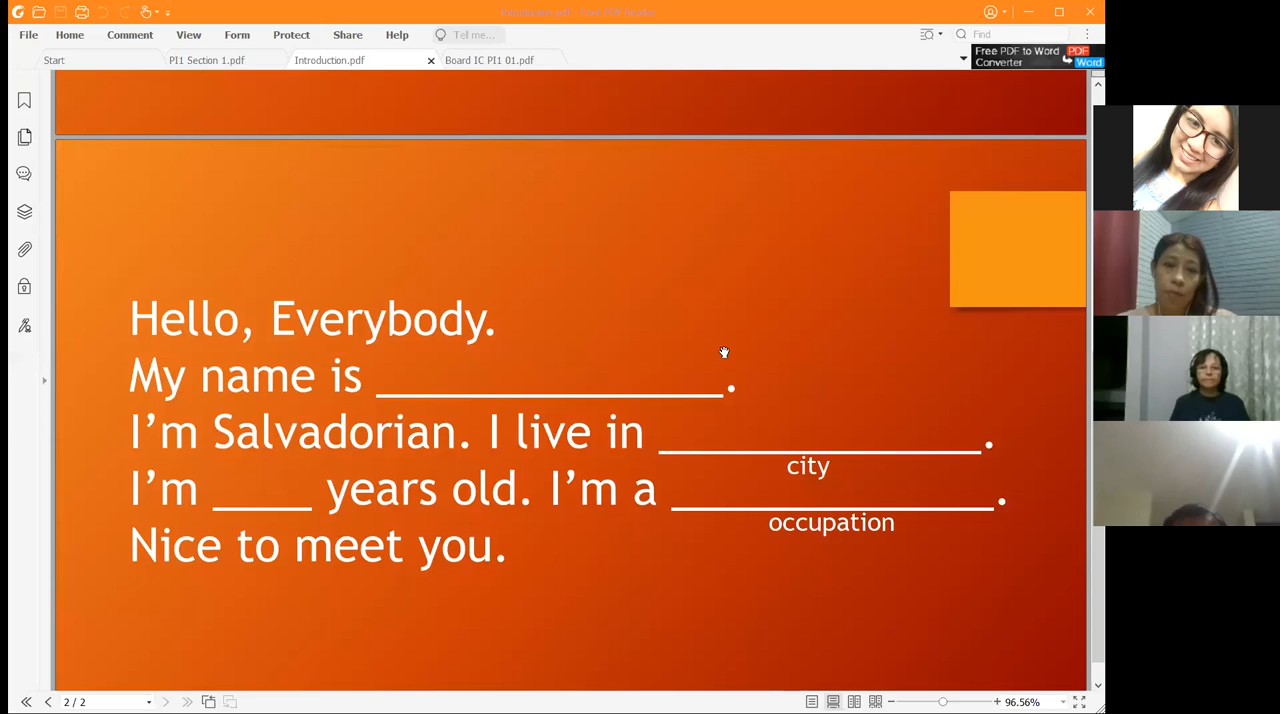 File Home Comment View Form Protect Share Help Tell me... Find
Free PDF to Word
Converter
PDF
Word
Start PI1 Section 1.pdf Introduction.pdf Board IC PI1 01.pdf
Hello, Everybody.
My name is _______________.
I’m Salvadorian. I live in ______________.
city
I’m ____ years old. I’m a ______________.
occupation
Nice to meet you.
2 / 2 96.56%